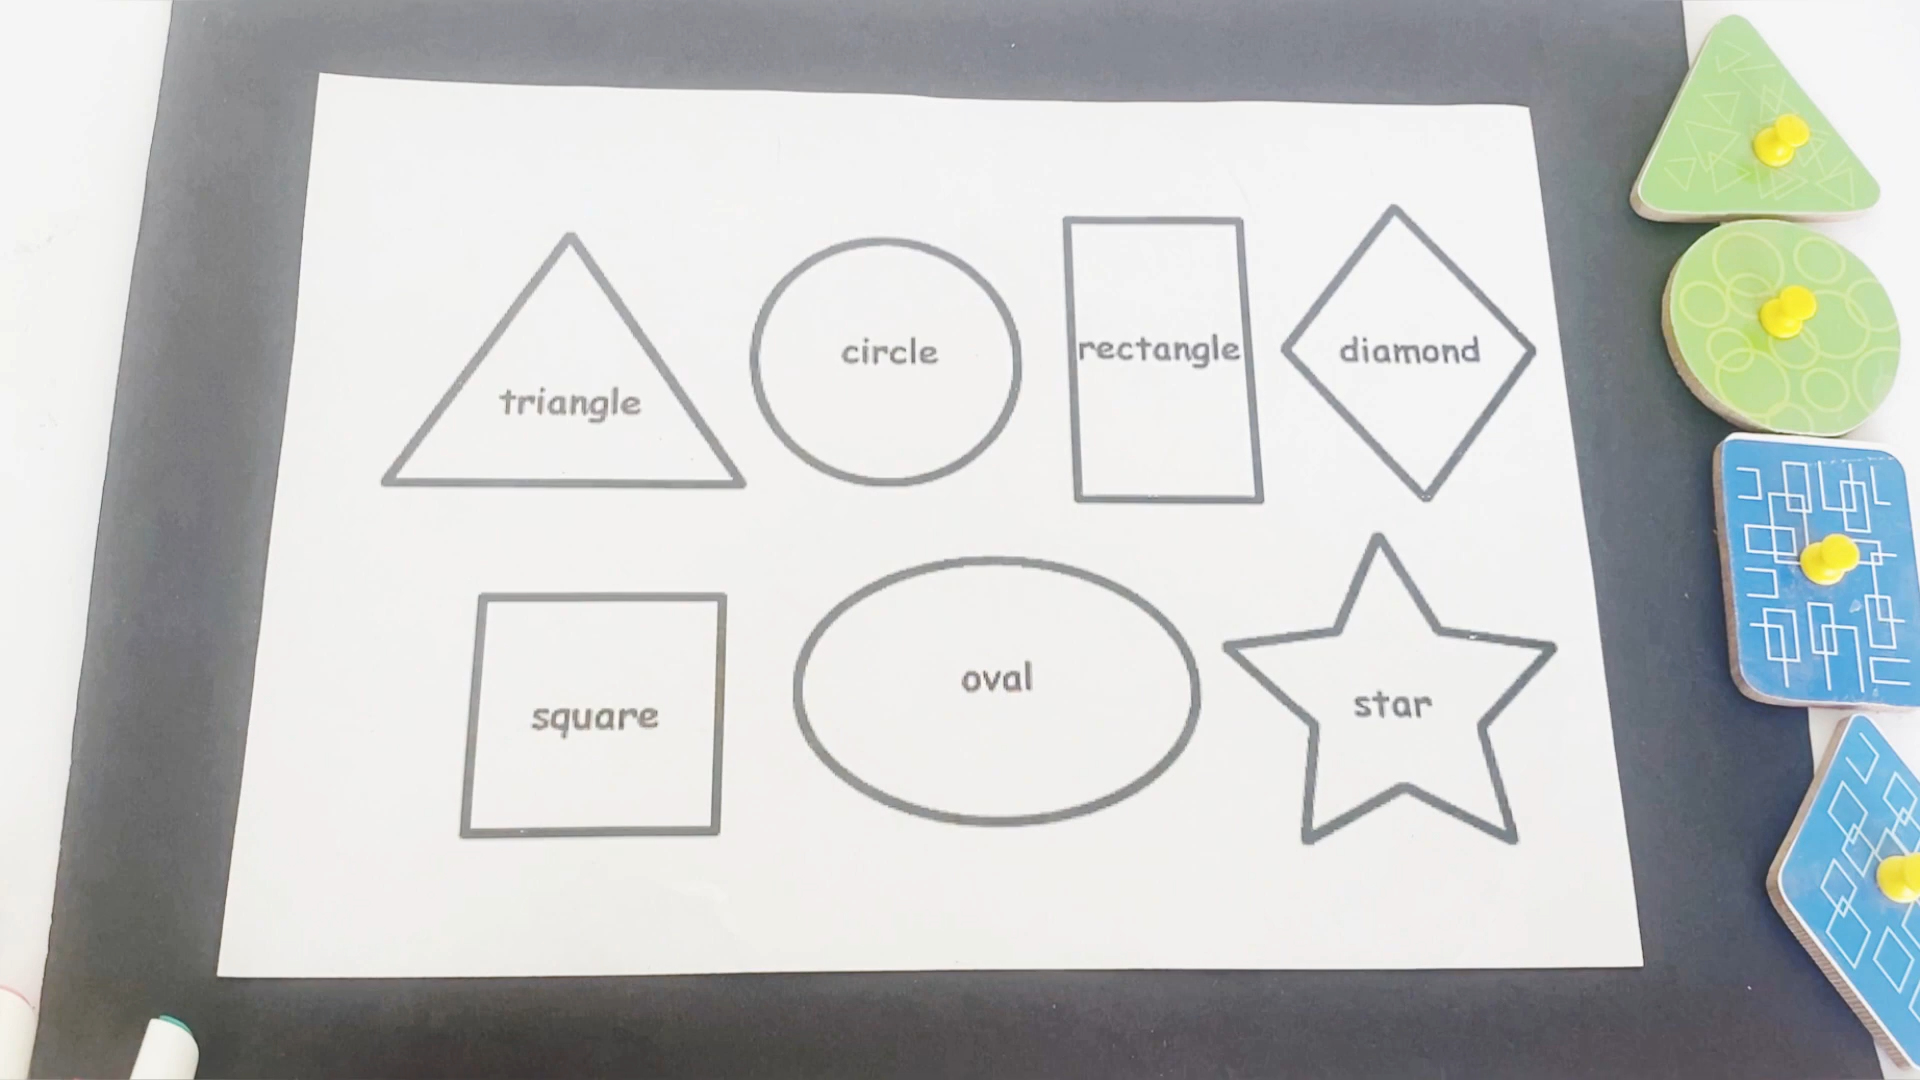 triangle
circle
rectangle
diamond
square
oval
star